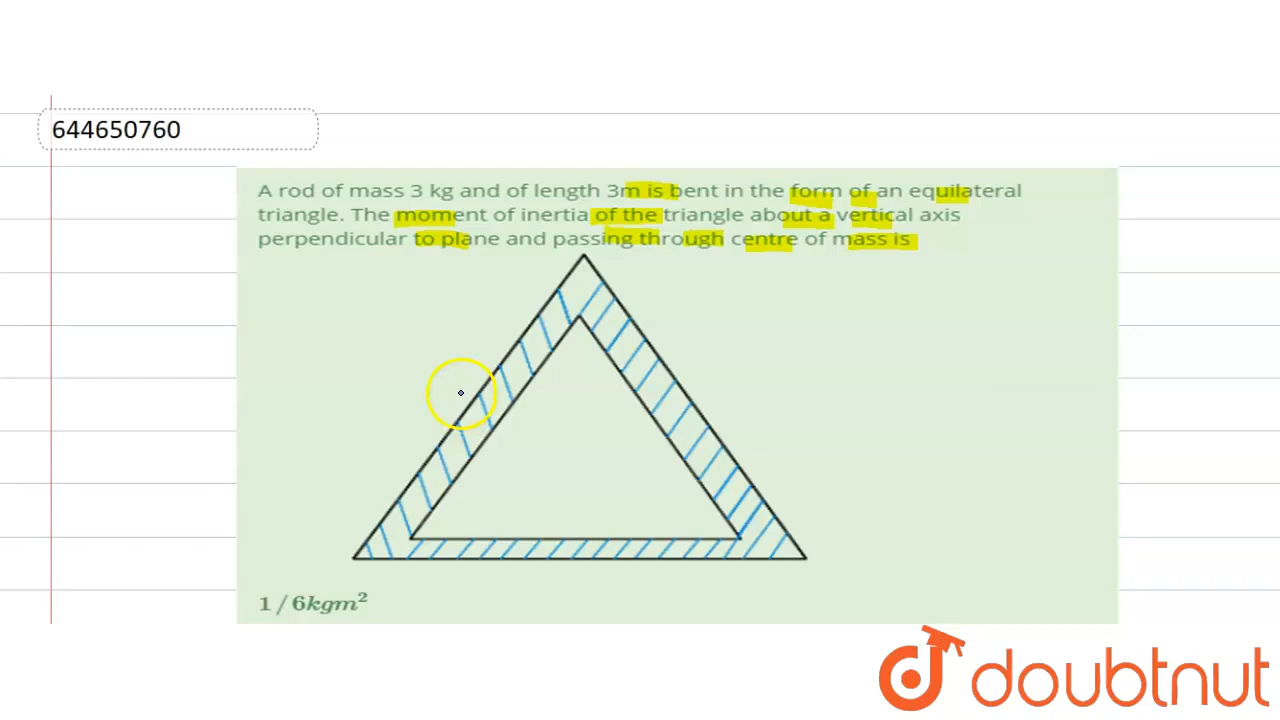 644650760
A rod of mass 3 kg and of length 3m is bent in the form of an equilateral
triangle. The moment of inertia of the triangle about a vertical axis
perpendicular to plane and passing through centre of mass is
1/6kgm²
doubtnut